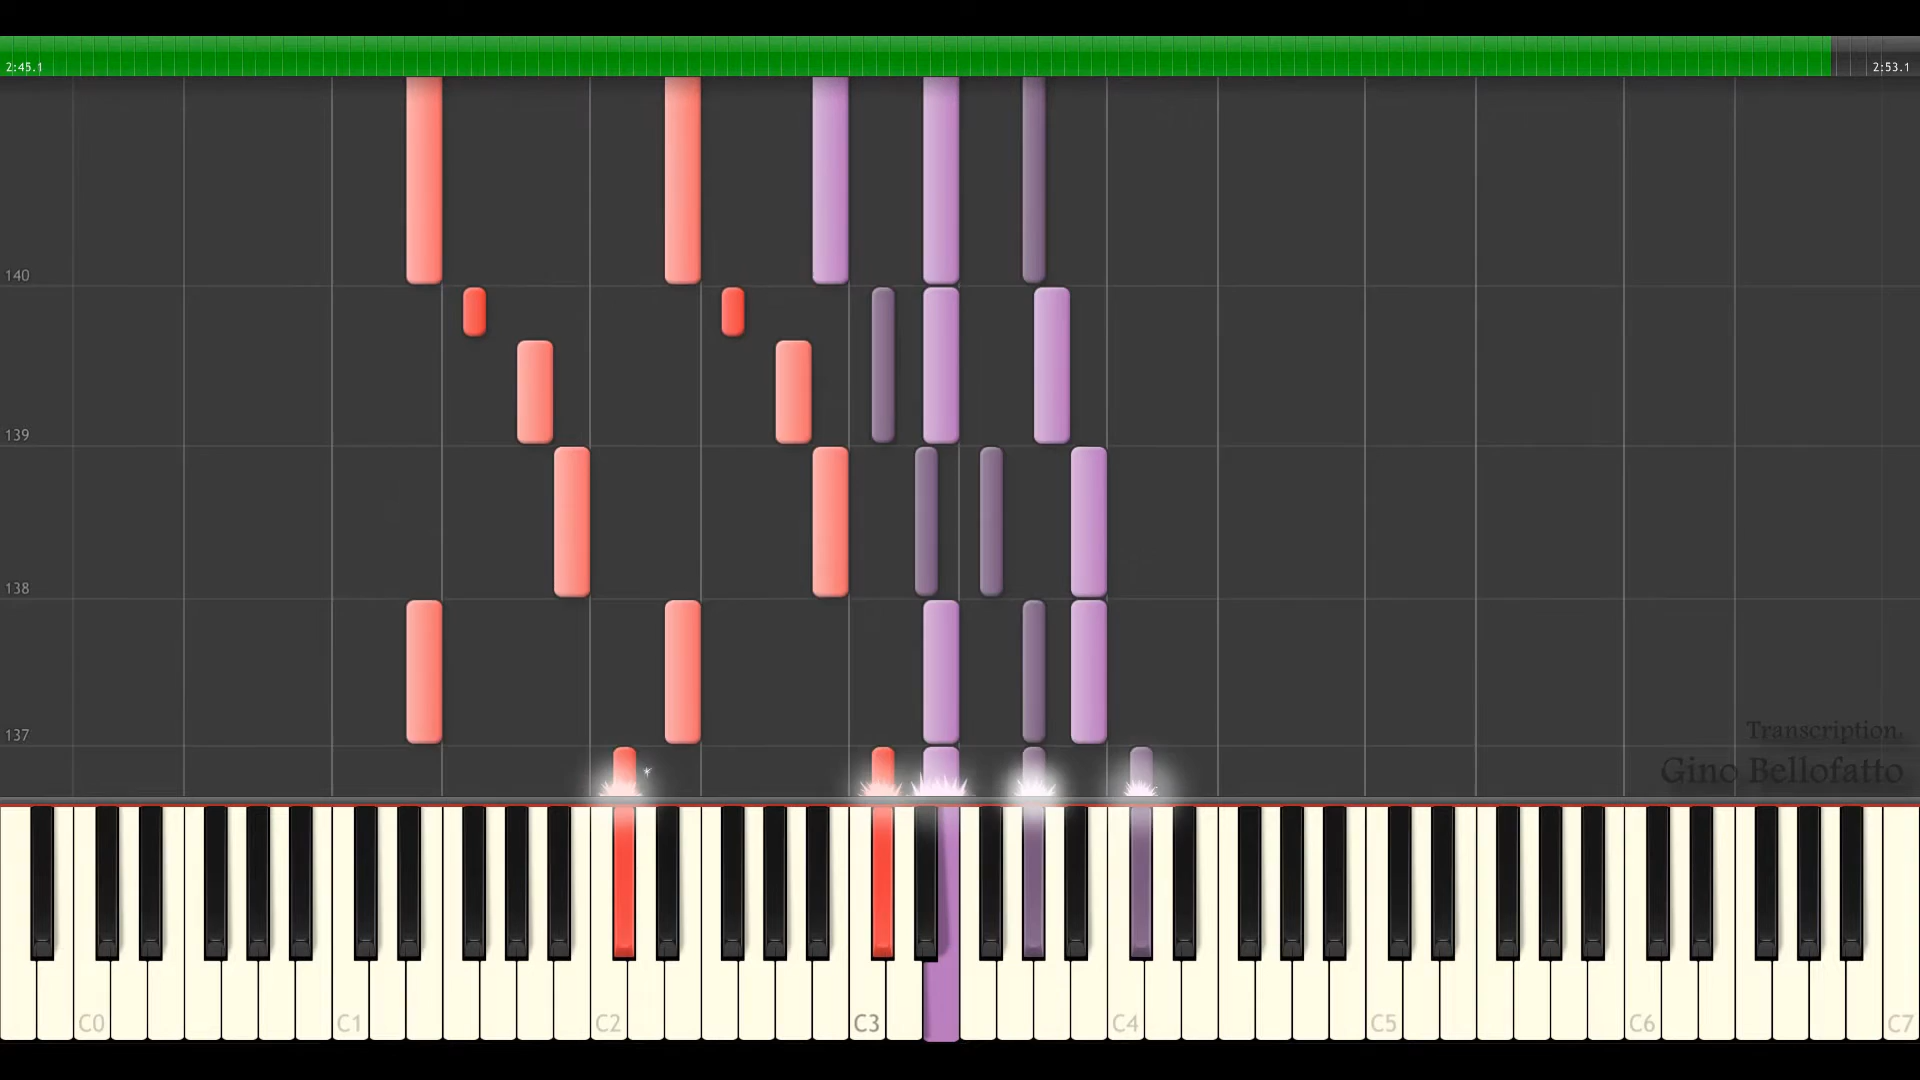 2:45.1
2:53.1
140
139
138
137
Transcription.
Gino Bellofatto
C0 C1 C2 C3 C4 C5 C6 C7